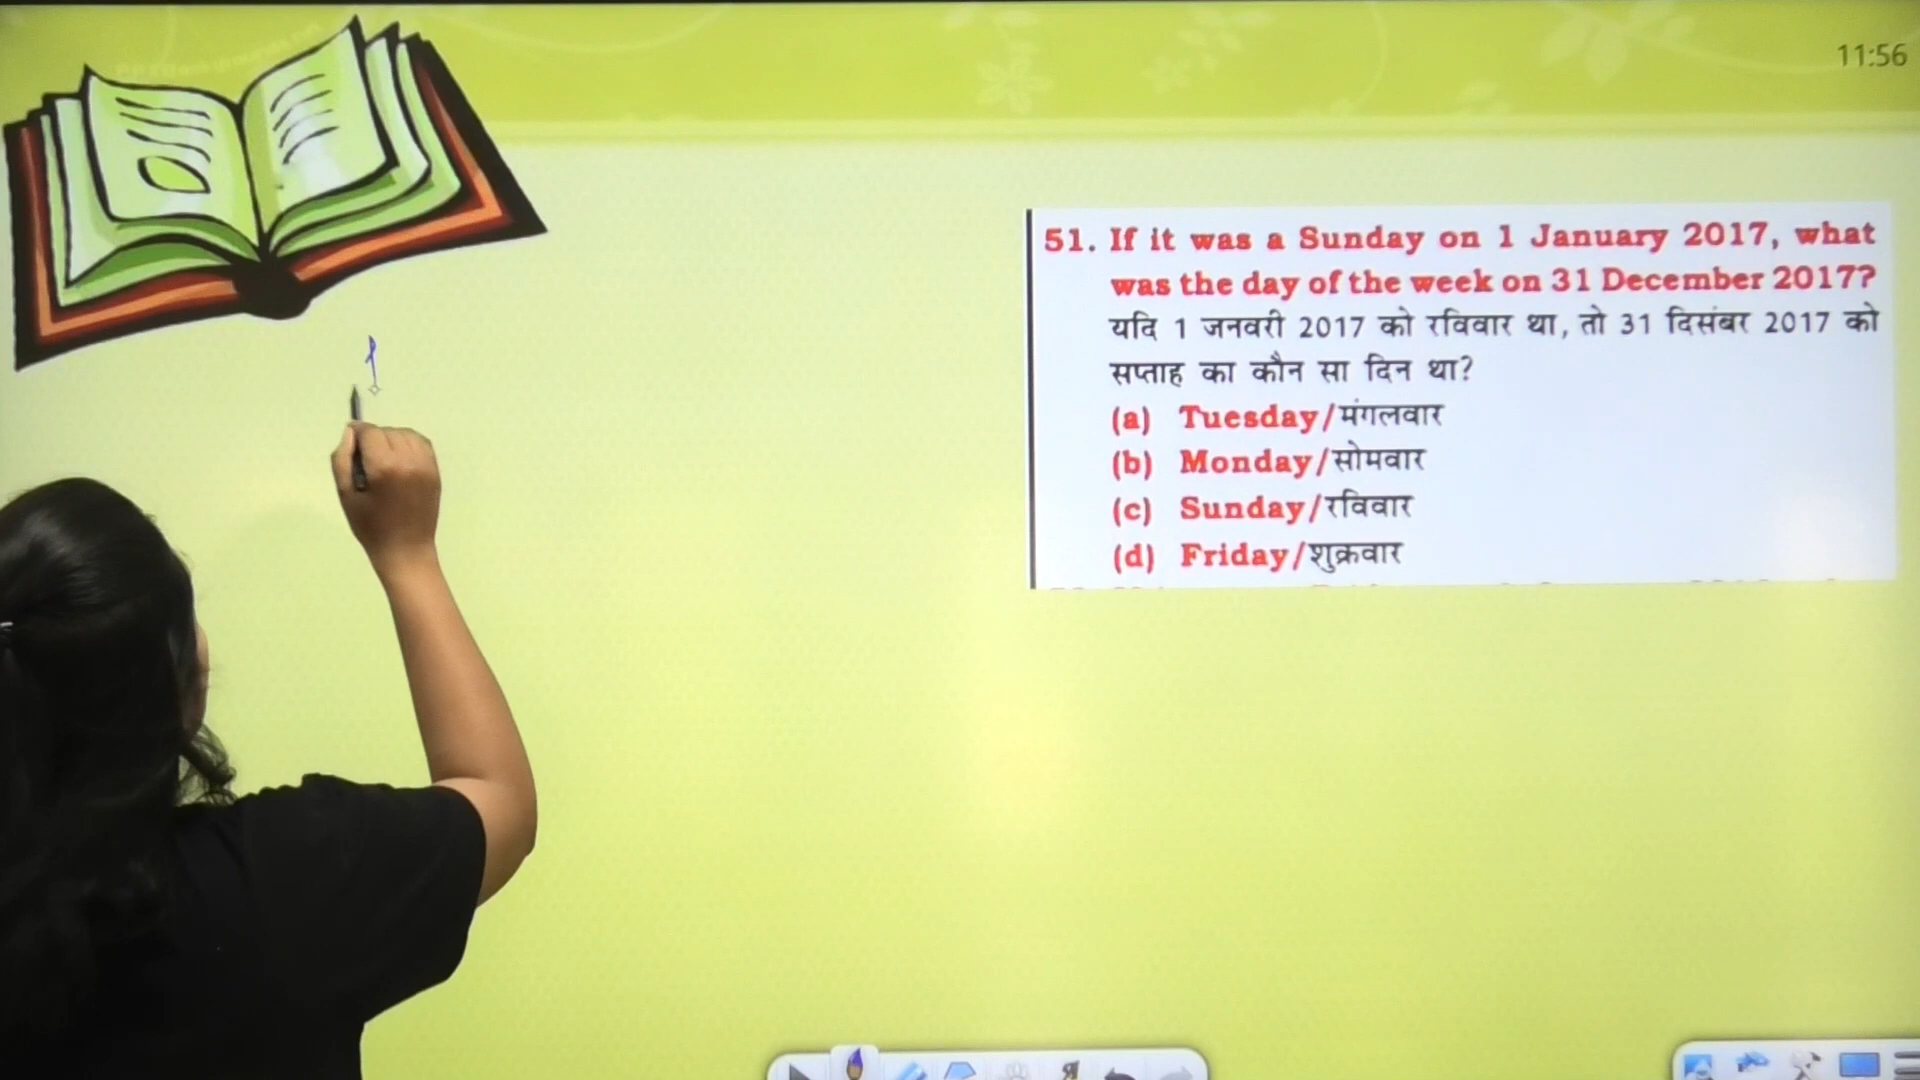 11:56
51. If it was a Sunday on 1 January 2017, what
was the day of the week on 31 December 2017?
यदि 1 जनवरी 2017 को रविवार था, तो 31 दिसंबर 2017 को
सप्ताह का कौन सा दिन था?
(a) Tuesday/मंगलवार
(b) Monday/सोमवार
(c) Sunday/रविवार
(d) Friday/शुक्रवार
1